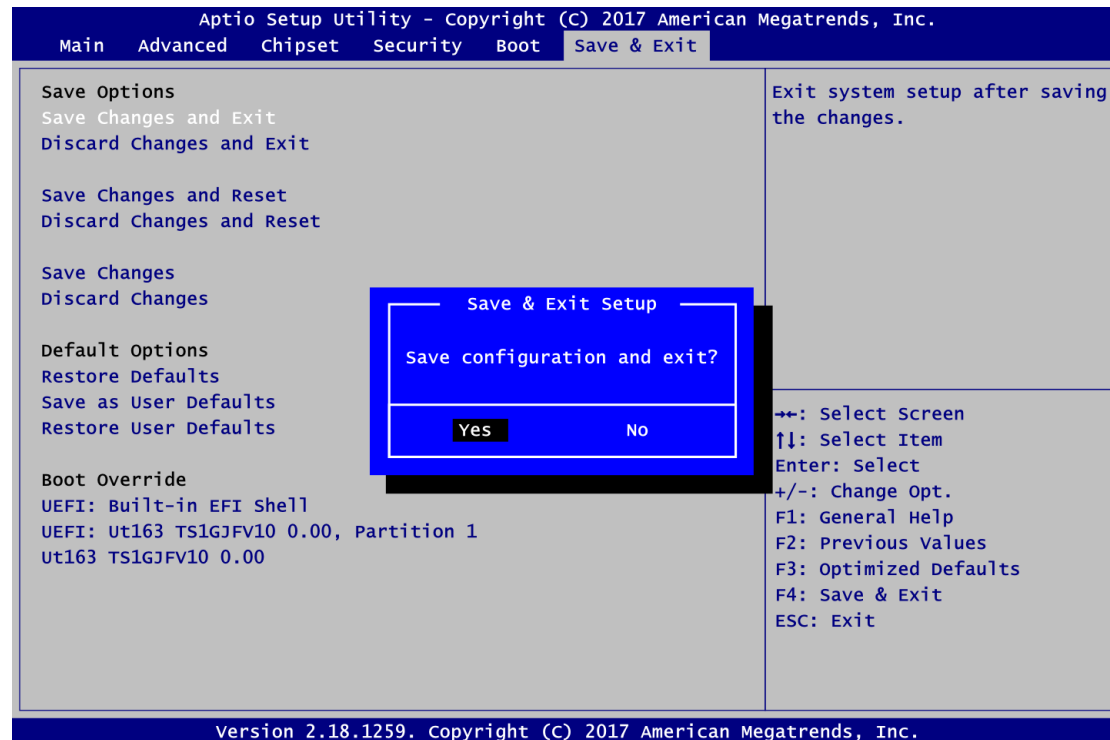 Aptio Setup Utility – Copyright (C) 2017 American Megatrends, Inc.
Main Advanced Chipset Security Boot Save & Exit
Save Options
Save Changes and Exit
Discard Changes and Exit
Save Changes and Reset
Discard Changes and Reset
Save Changes
Discard Changes
Default Options
Restore Defaults
Save as User Defaults
Restore User Defaults
Boot Override
UEFI: Built-in EFI Shell
UEFI: Ut163 TS1GJFV10 0.00, Partition 1
Ut163 TS1GJFV10 0.00
Save & Exit Setup
Save configuration and exit?
Yes No
Exit system setup after saving
the changes.
→←: Select Screen
↑↓: Select Item
Enter: Select
+/-: Change Opt.
F1: General Help
F2: Previous Values
F3: Optimized Defaults
F4: Save & Exit
ESC: Exit
Version 2.18.1259. Copyright (C) 2017 American Megatrends, Inc.